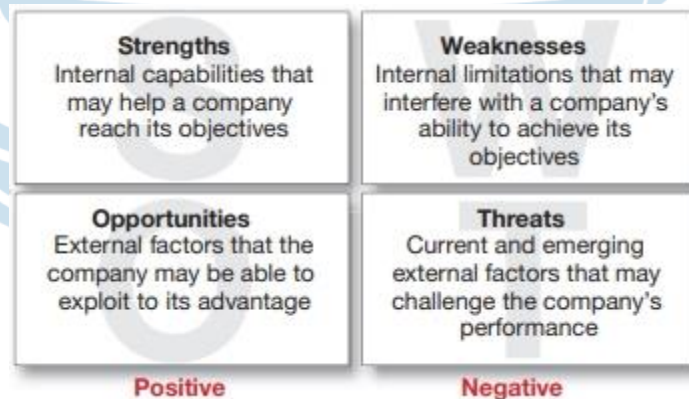 Strengths
Internal capabilities that
may help a company
reach its objectives
Weaknesses
Internal limitations that may
interfere with a company's
ability to achieve its
objectives
Opportunities
External factors that the
company may be able to
exploit to its advantage
Threats
Current and emerging
external factors that may
challenge the company's
performance
S
W
O
T
Positive
Negative